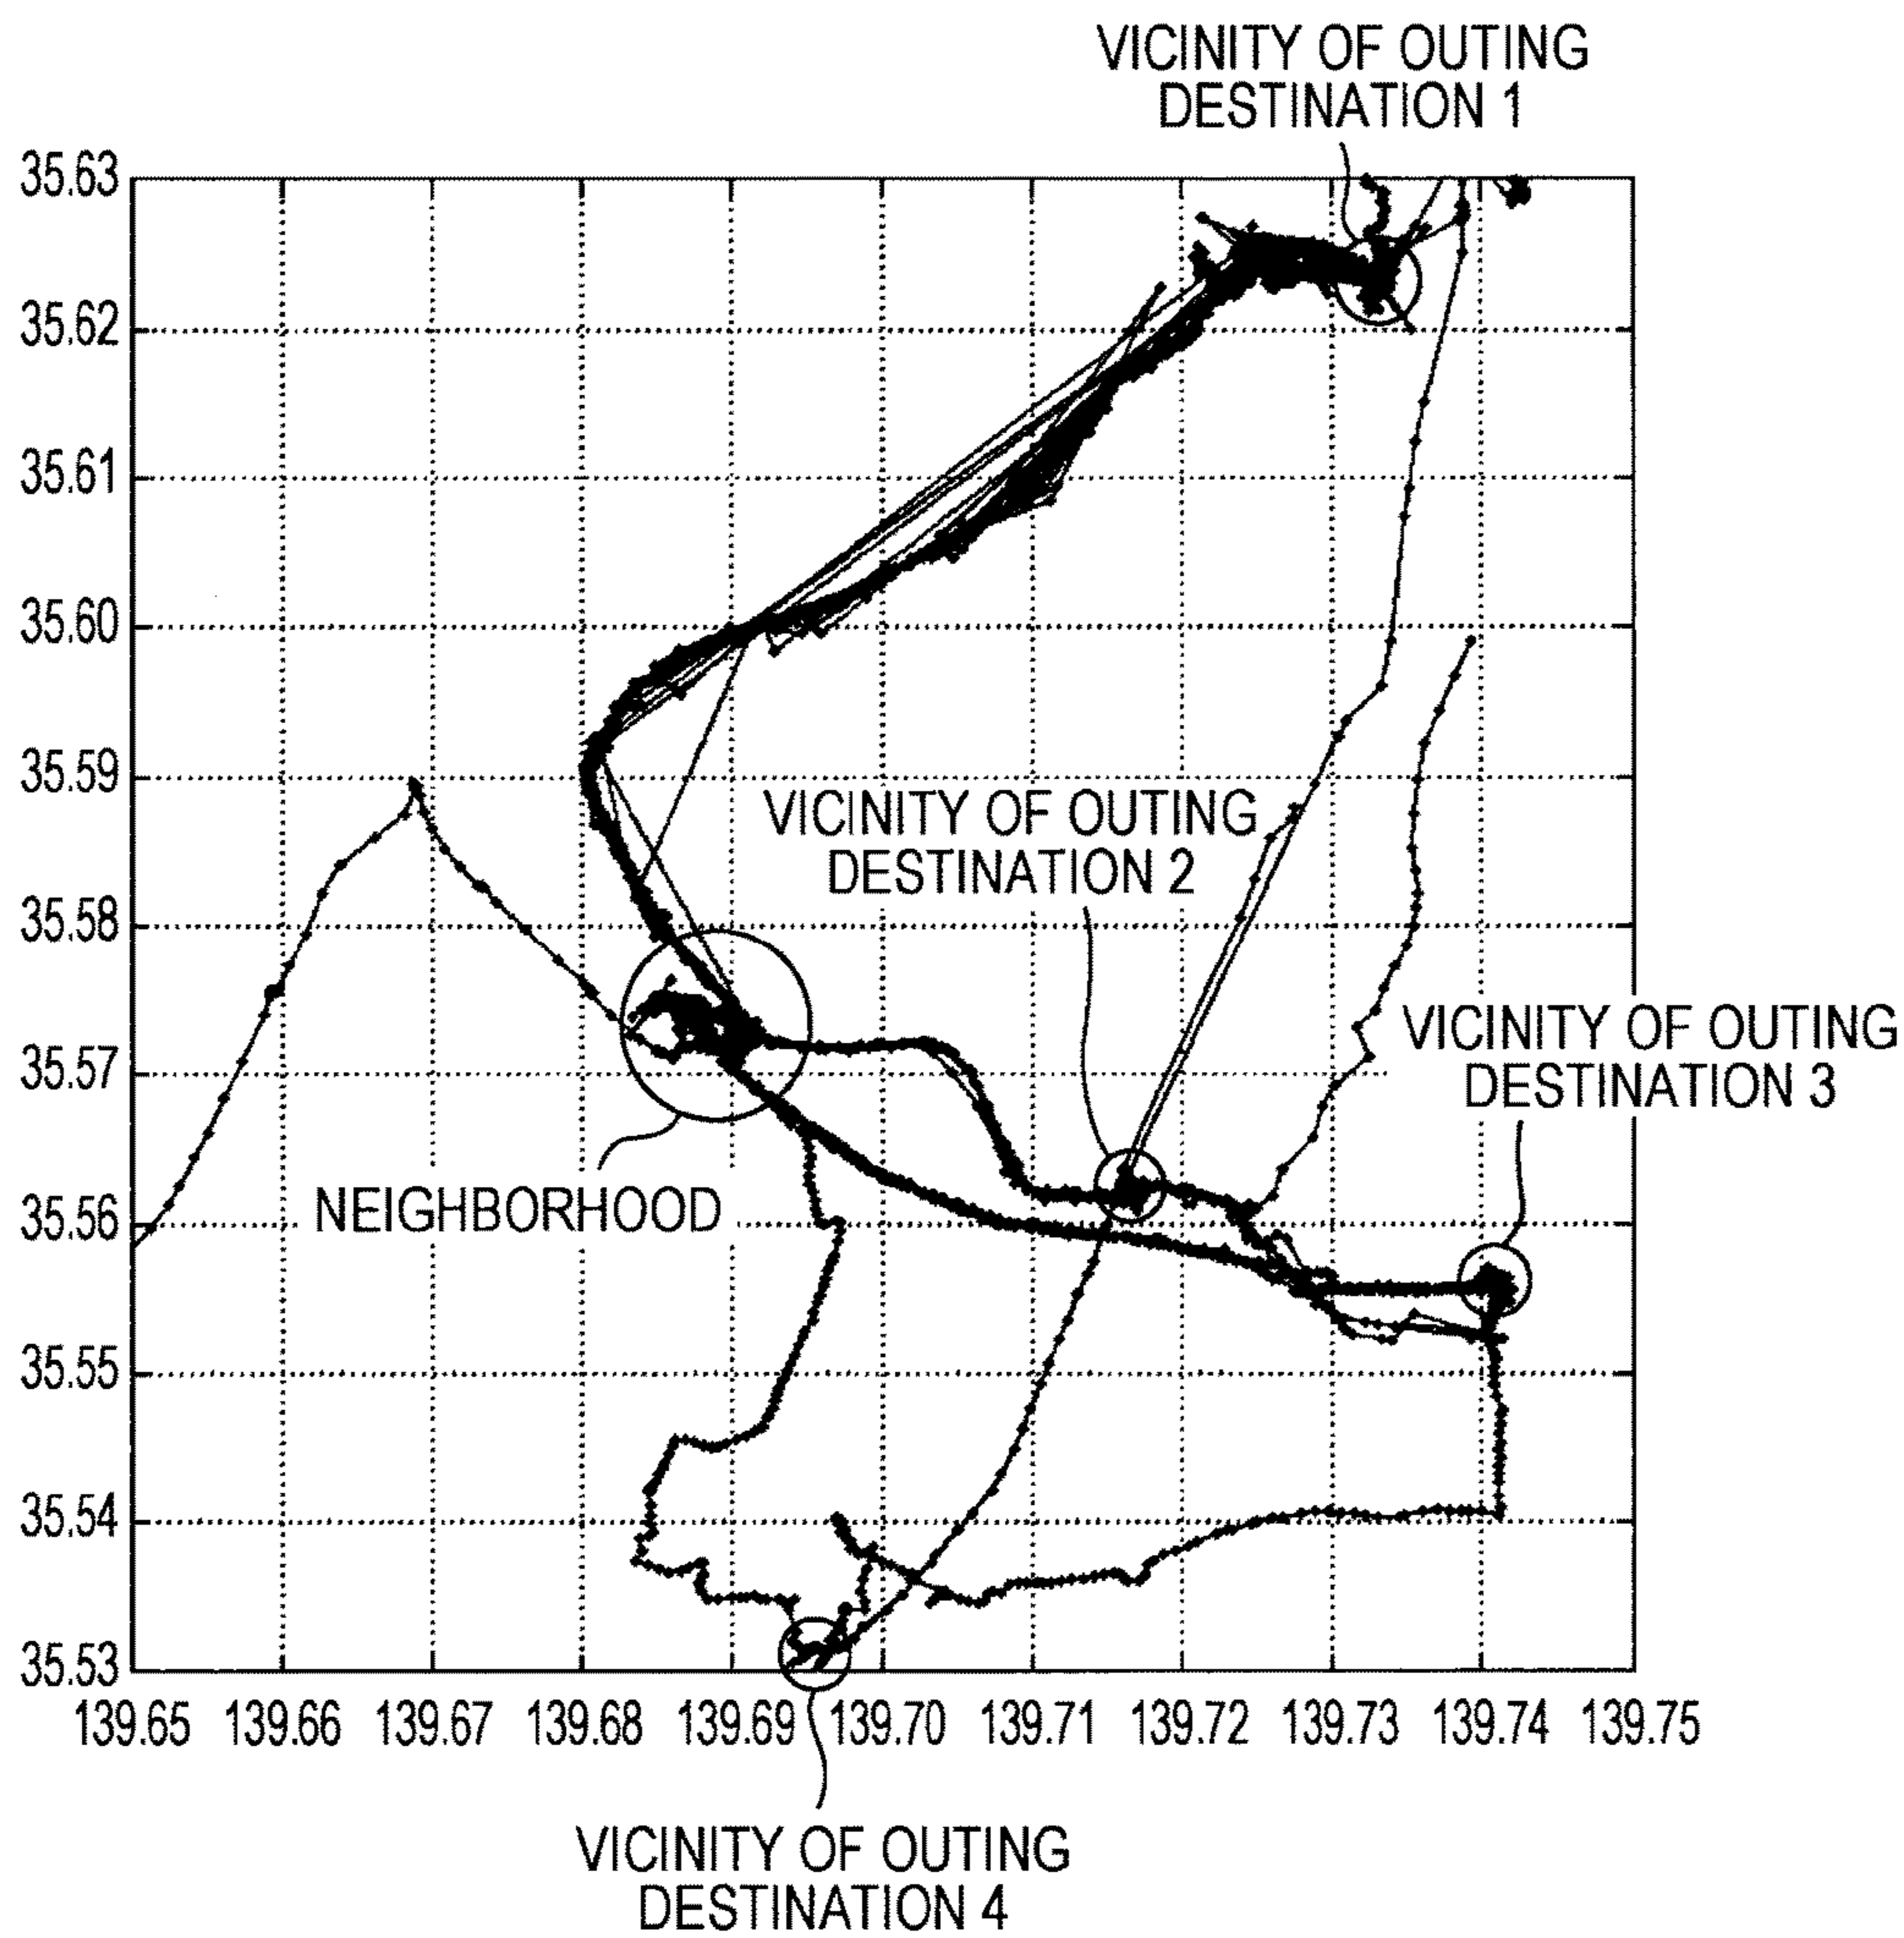 VICINITY OF OUTING
DESTINATION 1
35.63
35.62
35.61
35.60
35.59
VICINITY OF OUTING
DESTINATION 2
35.58
VICINITY OF OUTING
DESTINATION 3
35.57
NEIGHBORHOOD
35.56
35.55
35.54
35.53
139.65 139.66 139.67 139.68 139.69 139.70 139.71 139.72 139.73 139.74 139.75
VICINITY OF OUTING
DESTINATION 4